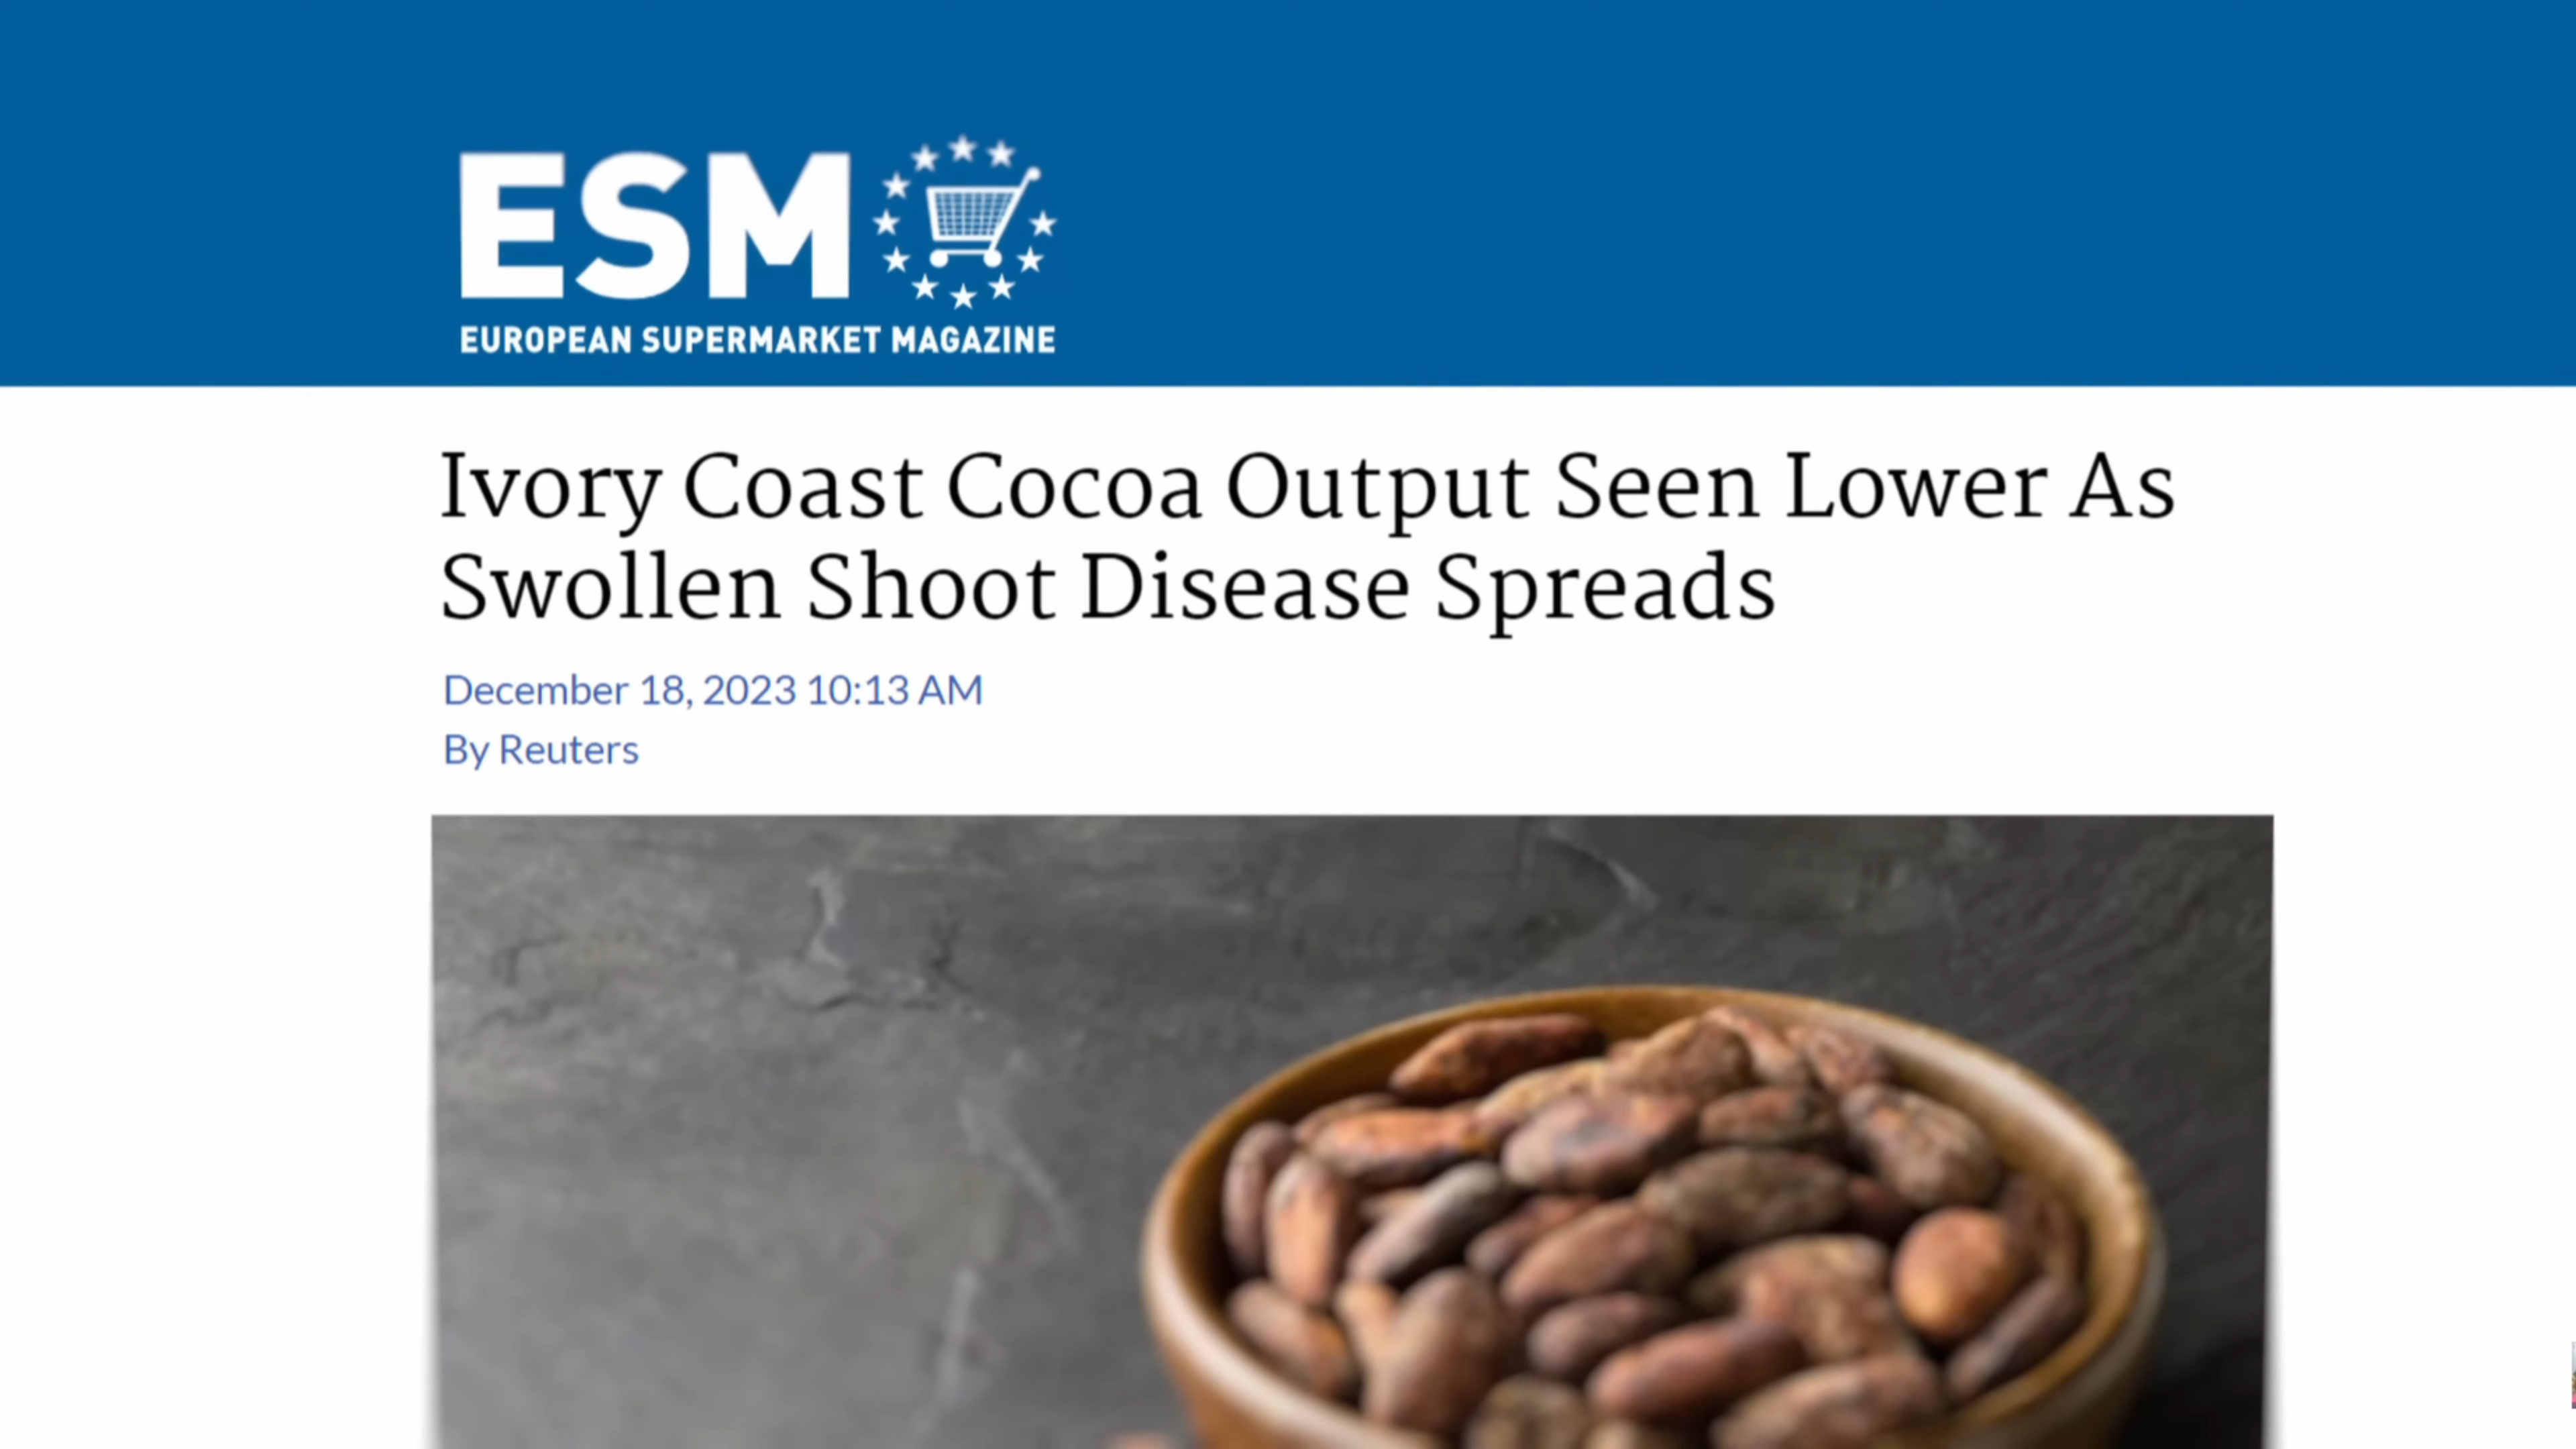 ESM
EUROPEAN SUPERMARKET MAGAZINE
Ivory Coast Cocoa Output Seen Lower As
Swollen Shoot Disease Spreads
December 18, 2023 10:13 AM
By Reuters